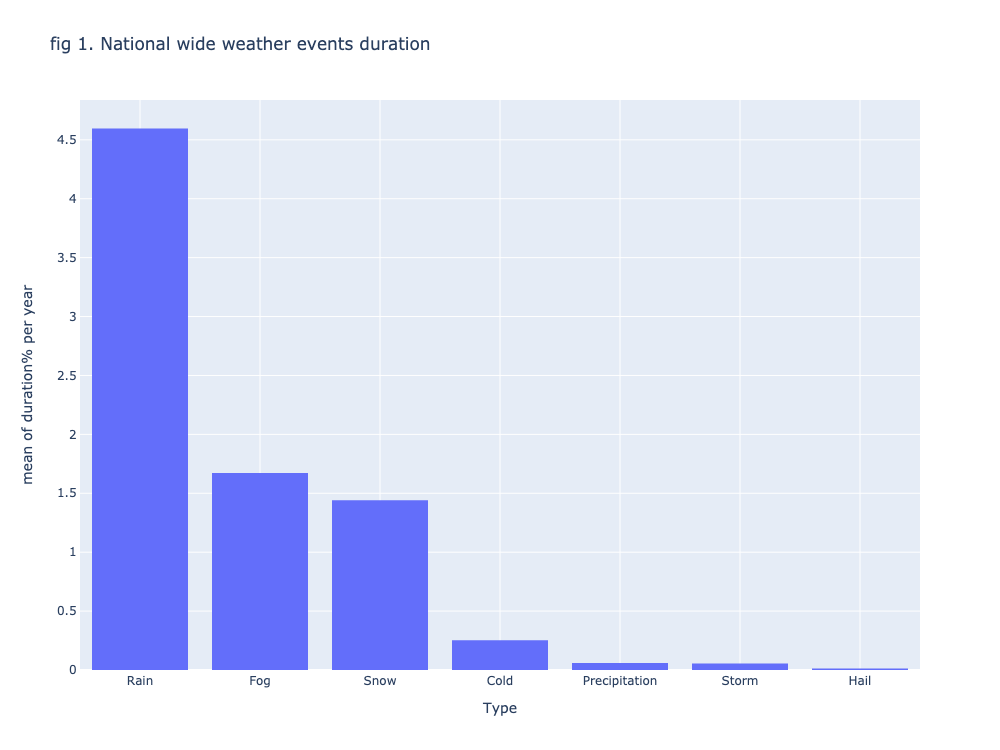 fig 1. National wide weather events duration
mean of duration% per year
4.5
4
3.5
3
2.5
2
1.5
1
0.5
0
Rain Fog Snow Cold Precipitation Storm Hail
Type